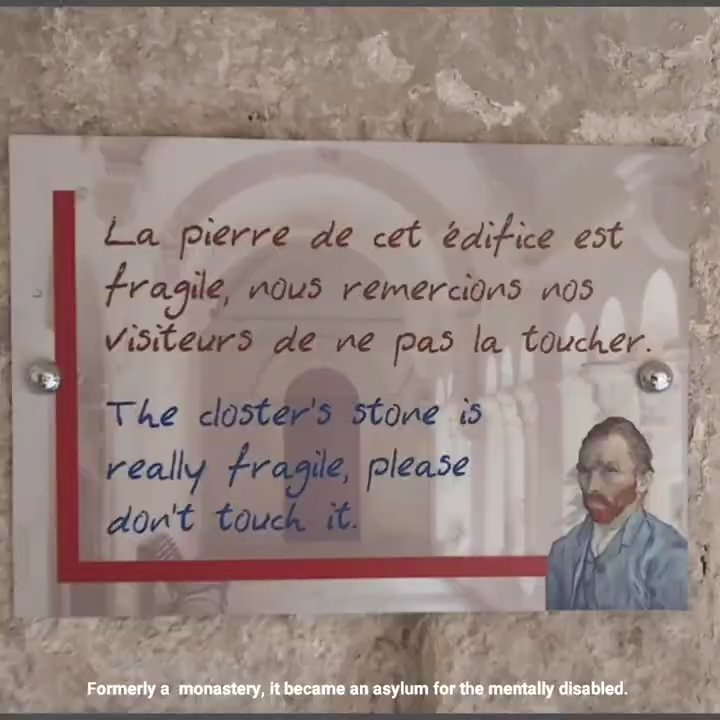 La pierre de cet édifice est
fragile, nous remercions nos
visiteurs de ne pas la toucher.
The closter's stone is
really fragile, please
don't touch it.
Formerly a monastery, it became an asylum for the mentally disabled.